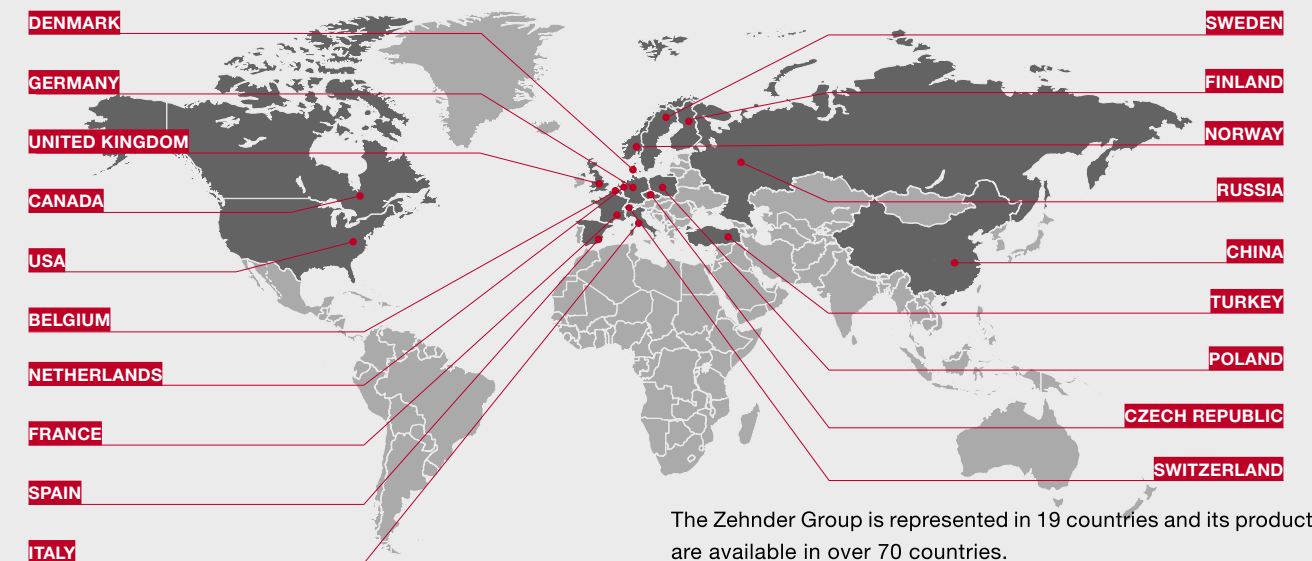 DENMARK
GERMANY
UNITED KINGDOM
CANADA
USA
BELGIUM
NETHERLANDS
FRANCE
SPAIN
ITALY
SWEDEN
FINLAND
NORWAY
RUSSIA
CHINA
TURKEY
POLAND
CZECH REPUBLIC
SWITZERLAND
The Zehnder Group is represented in 19 countries and its product
are available in over 70 countries.